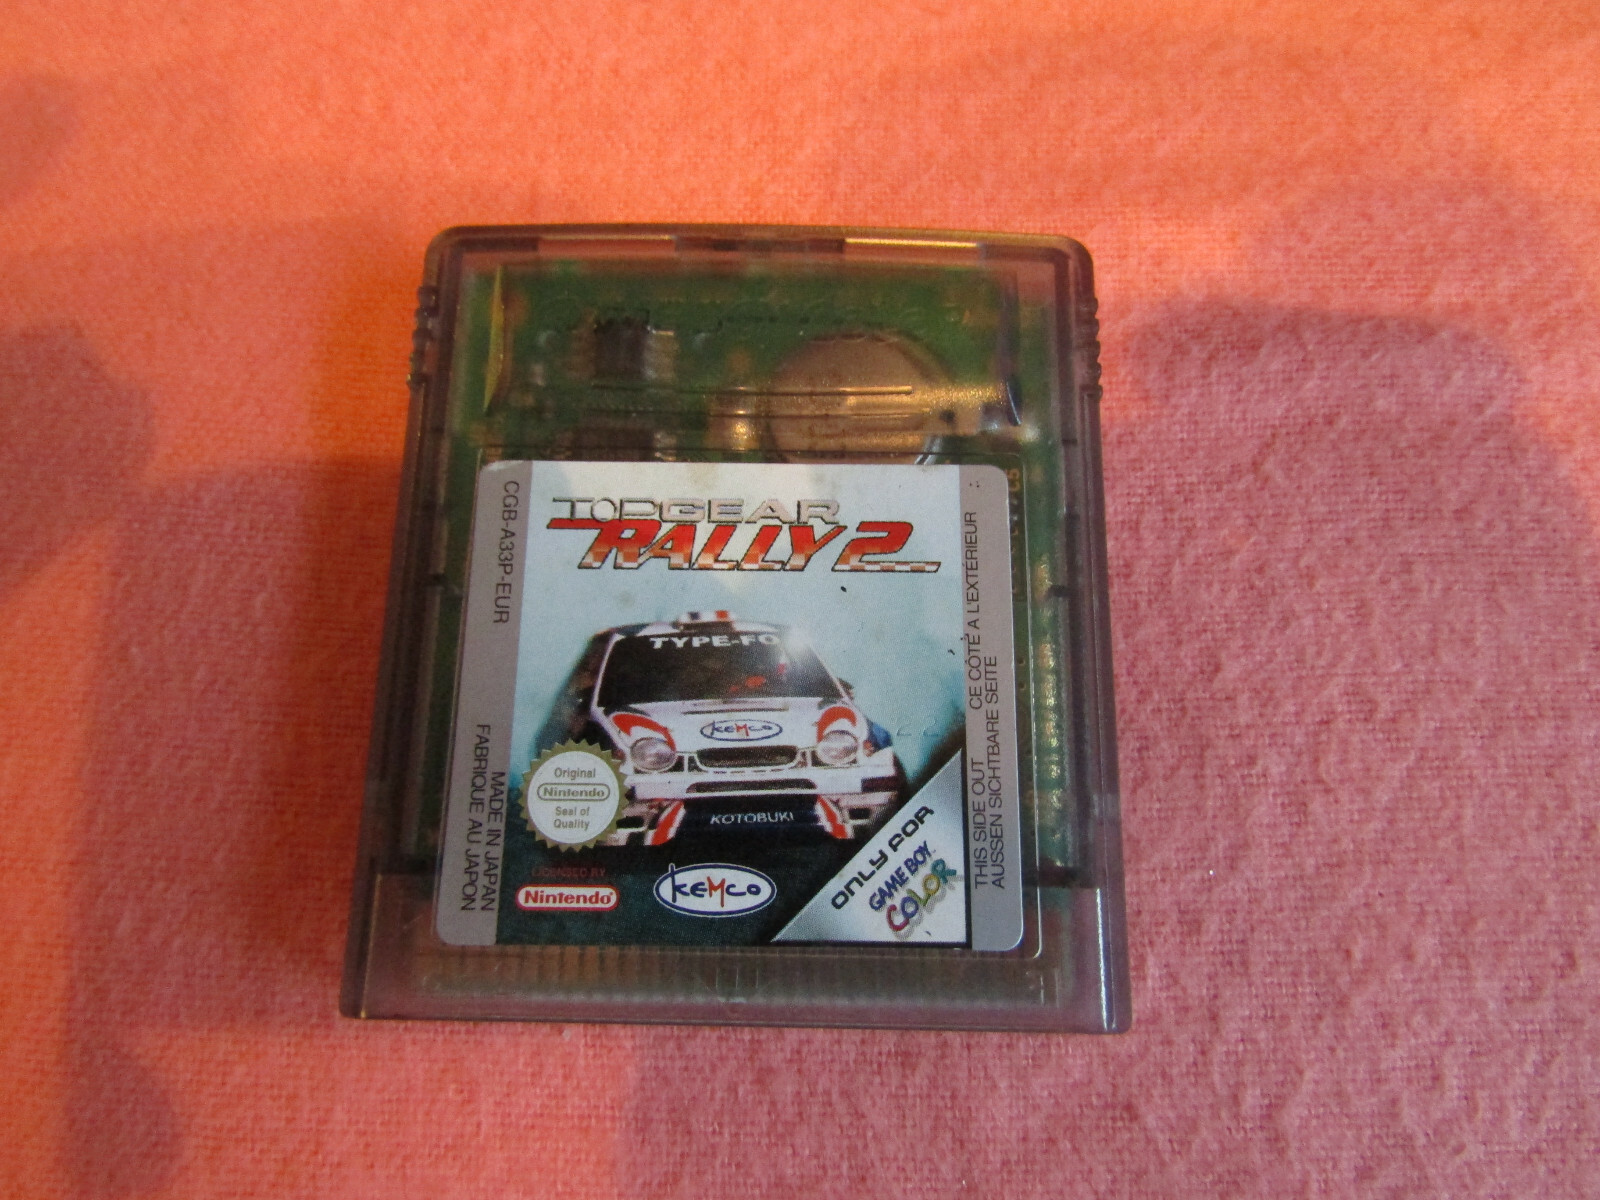 TOP GEAR
RALLY 2
CGB-A33P-EUR
TYPE-FO
KEMCO
KOTOBUKI
Original
Nintendo
Seal of
Quality
LICENSED BY
Nintendo
KEMCO
ONLY FOR
GAME BOY
COLOR
MADE IN JAPAN
FABRIQUE AU JAPON
THIS SIDE OUT CE CÔTÉ A L'EXTÉRIEUR
AUSSEN SICHTBARE SEITE
22